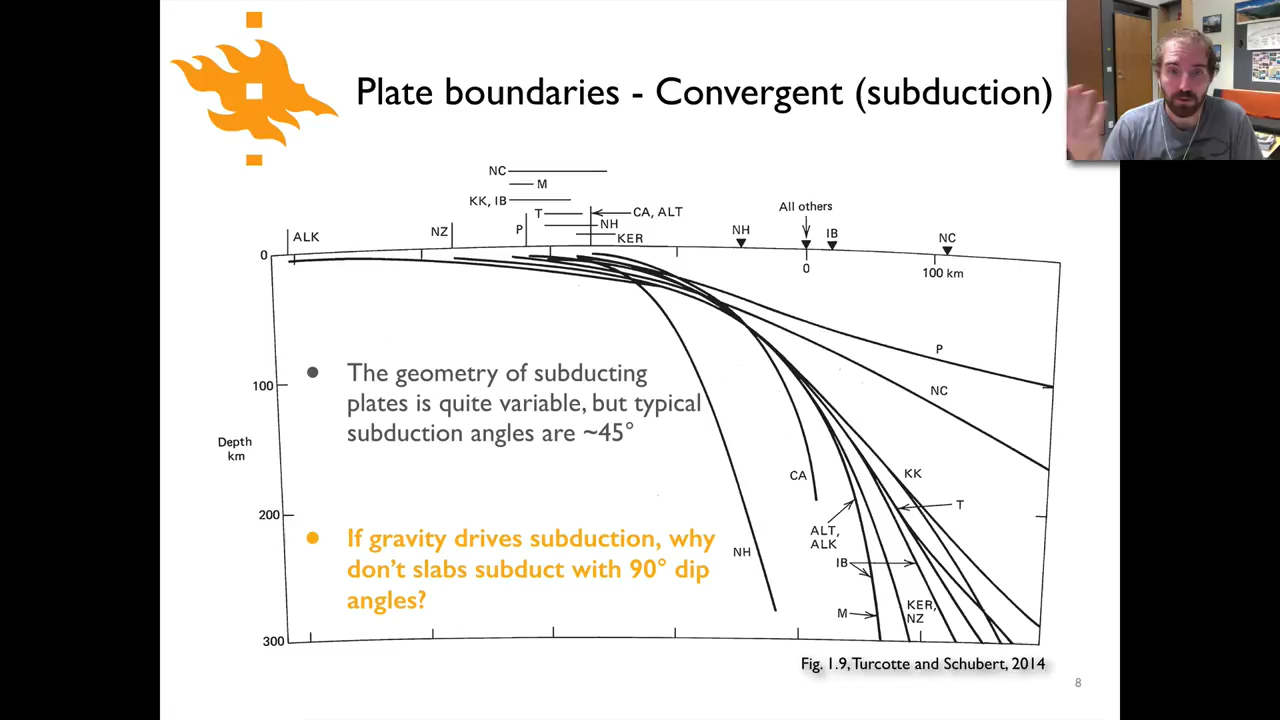 Plate boundaries - Convergent (subduction)
NC
M
KK, IB
T
CA, ALT
All others
ALK
NZ
P
NH
KER
NH
IB
NC
0
0
100 km
P
The geometry of subducting
plates is quite variable, but typical
subduction angles are ~45°
100
NC
Depth
km
CA
KK
T
200
ALT,
ALK
If gravity drives subduction, why
don't slabs subduct with 90° dip
angles?
NH
IB
M
KER,
NZ
300
Fig. 1.9, Turcotte and Schubert, 2014
8